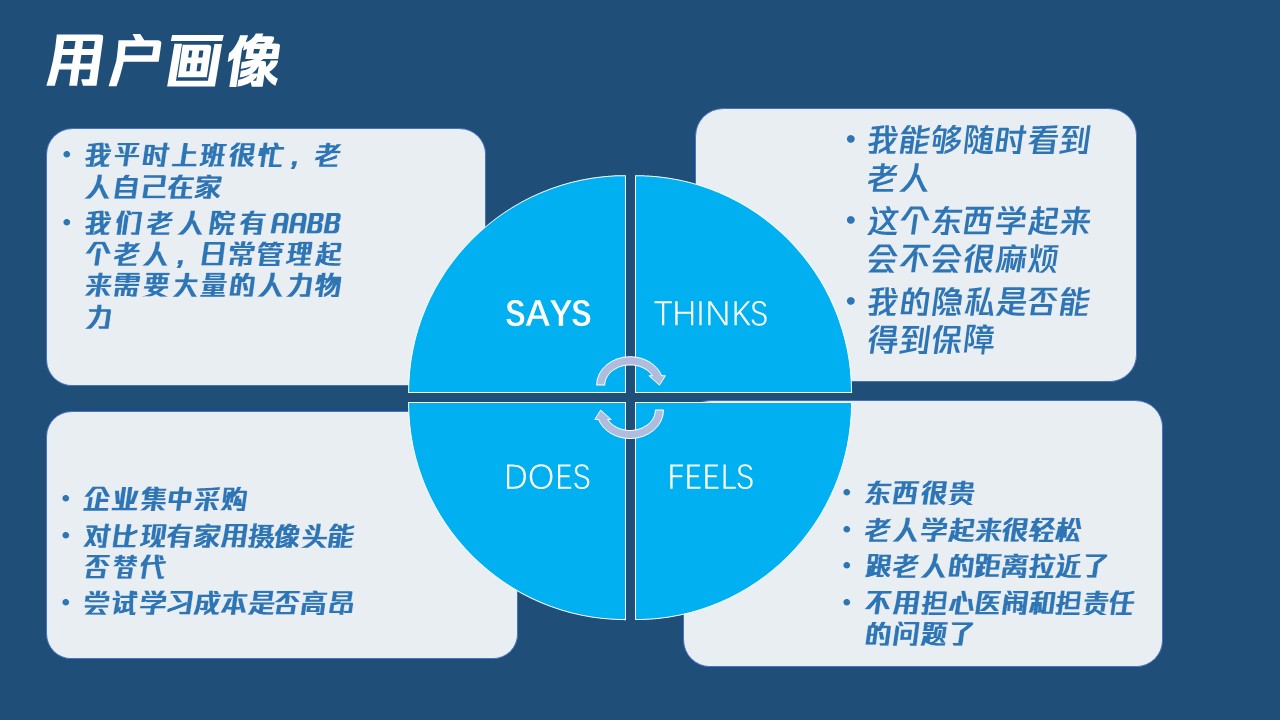 用户画像
• 我平时上班很忙，老
人自己在家
• 我们老人院有AABB
个老人，日常管理起
来需要大量的人力物
力
• 我能够随时看到
老人
• 这个东西学起来
会不会很麻烦
• 我的隐私是否能
得到保障
SAYS
THINKS
DOES
FEELS
• 企业集中采购
• 对比现有家用摄像头能
否替代
• 尝试学习成本是否高昂
• 东西很贵
• 老人学起来很轻松
• 跟老人的距离拉近了
• 不用担心医闹和担责任
的问题了